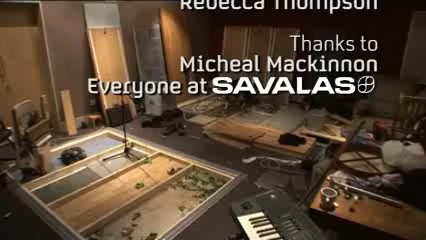 Rebecca Thompson
Thanks to
Micheal Mackinnon
Everyone at SAVALAS